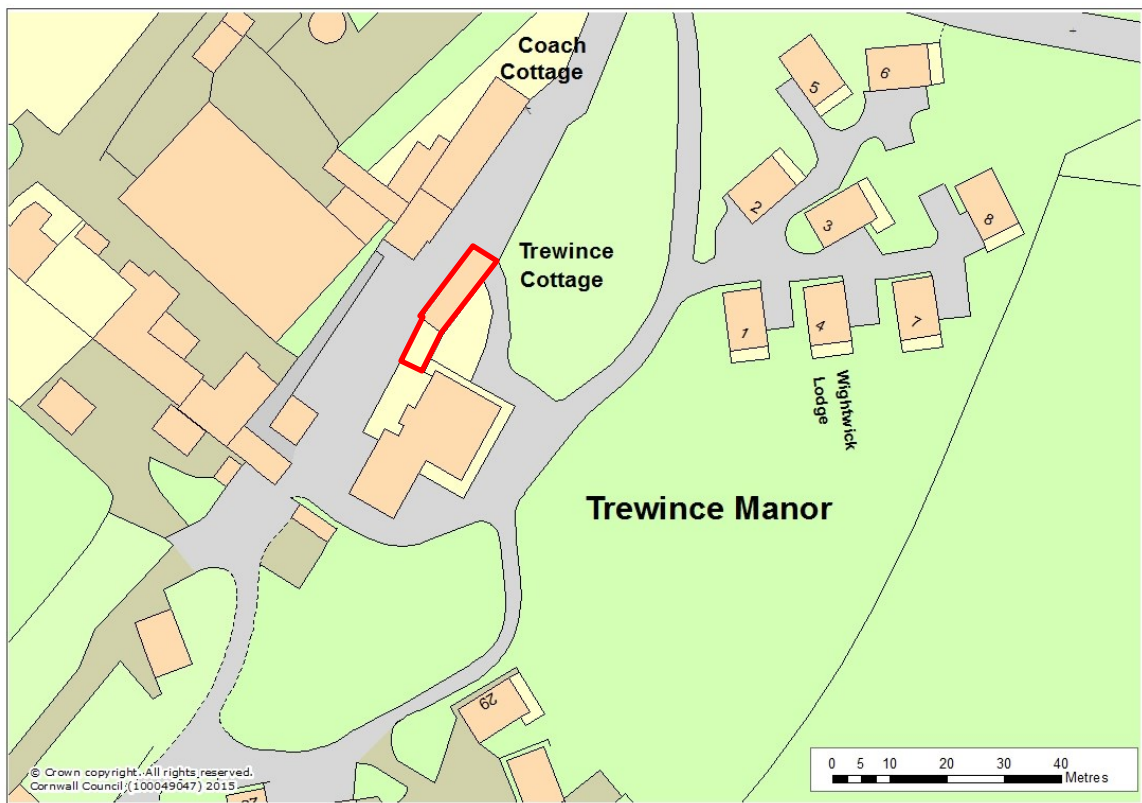 Coach
Cottage
5
6
2
3
8
Trewince
Cottage
1
4
7
Wightwick
Lodge
Trewince Manor
29
0 5 10 20 30 40
Metres
© Crown copyright. All rights reserved.
Cornwall Council (100049047) 2015